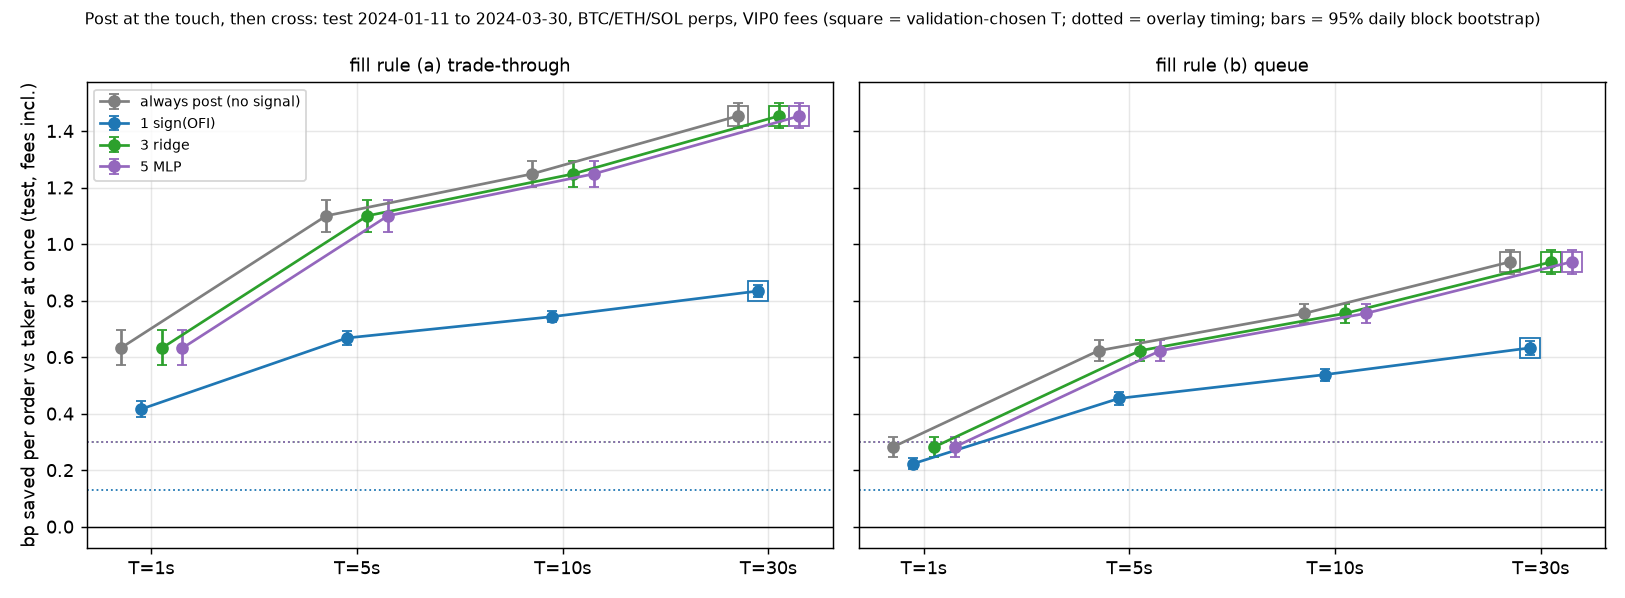 Post at the touch, then cross: test 2024-01-11 to 2024-03-30, BTC/ETH/SOL perps, VIP0 fees (square = validation-chosen T; dotted = overlay timing; bars = 95% daily block bootstrap)
fill rule (a) trade-through
fill rule (b) queue
bp saved per order vs taker at once (test, fees incl.)
always post (no signal)
1 sign(OFI)
3 ridge
5 MLP
1.4
1.2
1.0
0.8
0.6
0.4
0.2
0.0
T=1s
T=5s
T=10s
T=30s
T=1s
T=5s
T=10s
T=30s